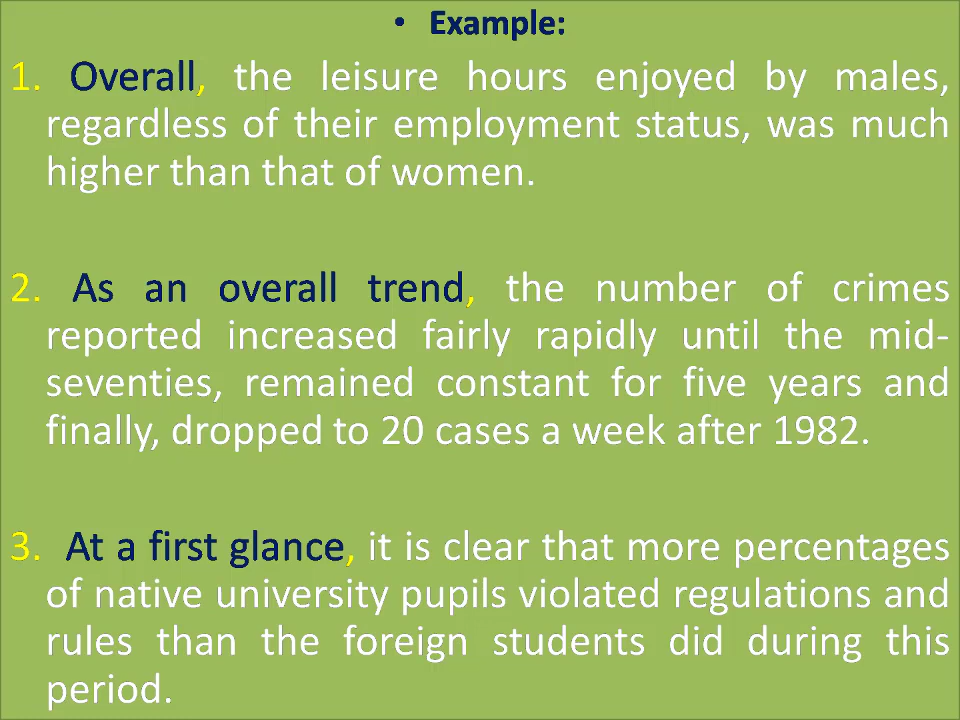 • Example:
1. Overall, the leisure hours enjoyed by males,
regardless of their employment status, was much
higher than that of women.
2. As an overall trend, the number of crimes
reported increased fairly rapidly until the mid-
seventies, remained constant for five years and
finally, dropped to 20 cases a week after 1982.
3. At a first glance, it is clear that more percentages
of native university pupils violated regulations and
rules than the foreign students did during this
period.